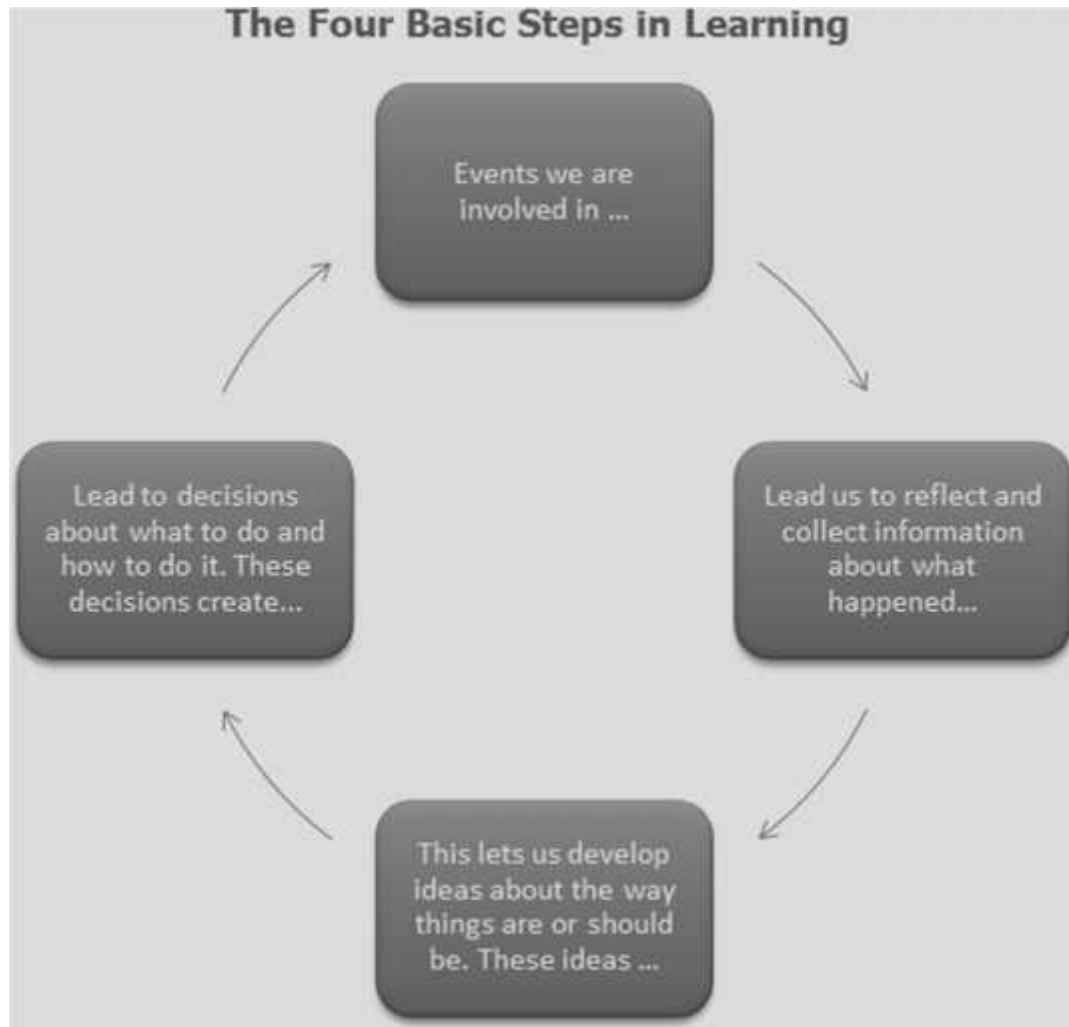 The Four Basic Steps in Learning
Events we are
involved in ...
Lead us to reflect and
collect information
about what
happened...
This lets us develop
ideas about the way
things are or should
be. These ideas ...
Lead to decisions
about what to do and
how to do it. These
decisions create...